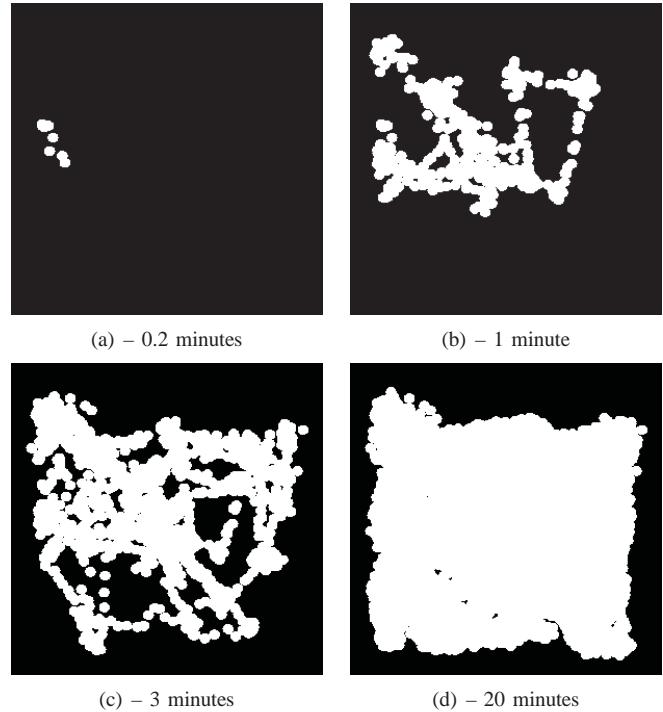 (a) – 0.2 minutes
(b) – 1 minute
(c) – 3 minutes
(d) – 20 minutes